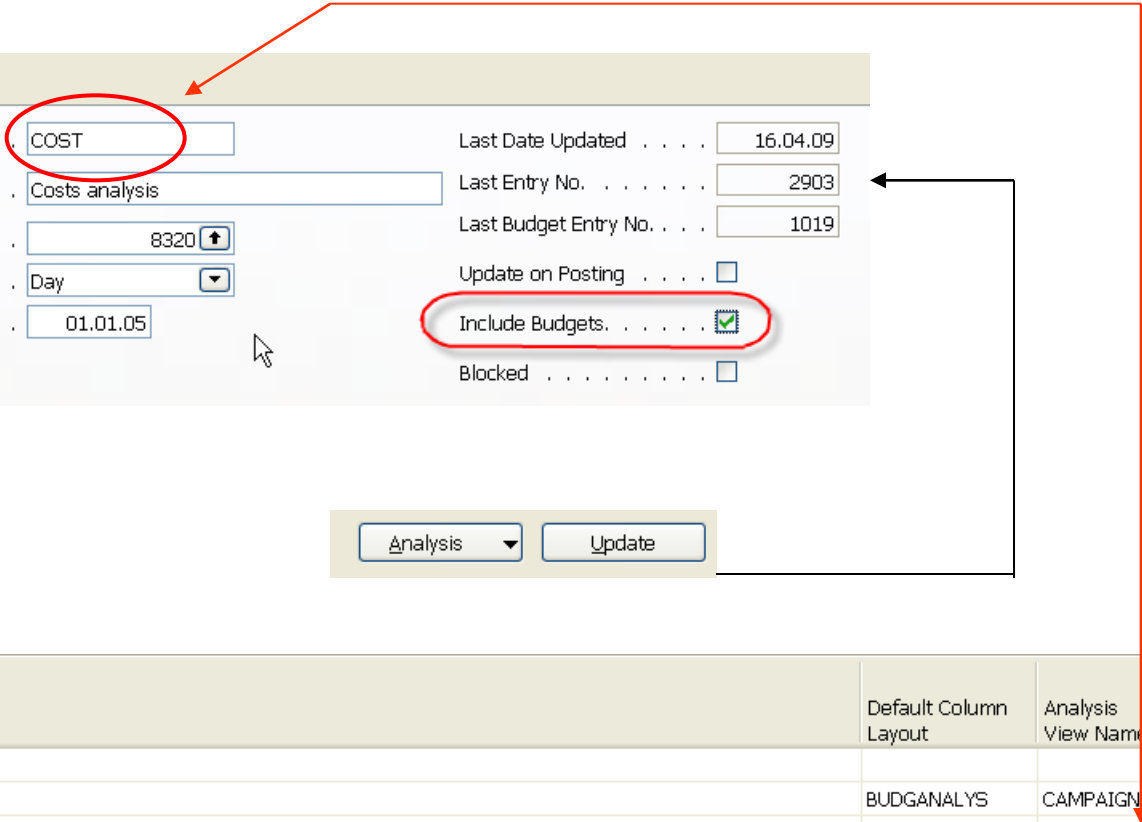 . COST
. Costs analysis
. 8320
. Day
. 01.01.05
Last Date Updated . . . . 16.04.09
Last Entry No. . . . . . . 2903
Last Budget Entry No. . . . 1019
Update on Posting . . . .
Include Budgets. . . . . .
Blocked . . . . . . . . .
Analysis Update
Default Column Layout
Analysis View Name
BUDGANALYS CAMPAIGN